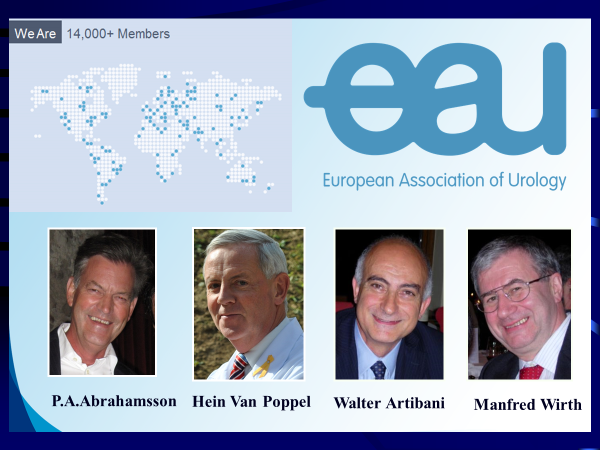 We Are 14,000+ Members
eau
European Association of Urology
P.A.Abrahamsson Hein Van Poppel Walter Artibani Manfred Wirth